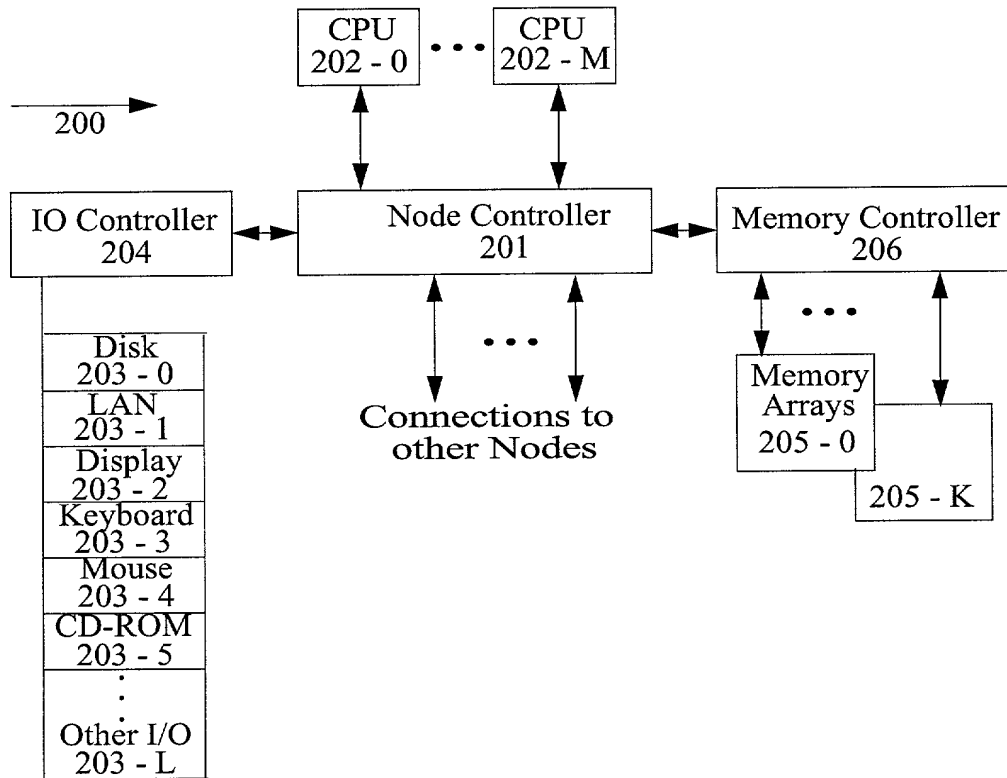 CPU
202 - 0
CPU
202 - M
200
IO Controller
204
Node Controller
201
Memory Controller
206
Disk
203 - 0
LAN
203 - 1
Display
203 - 2
Keyboard
203 - 3
Mouse
203 - 4
CD-ROM
203 - 5
Other I/O
203 - L
Connections to
other Nodes
Memory
Arrays
205 - 0
205 - K